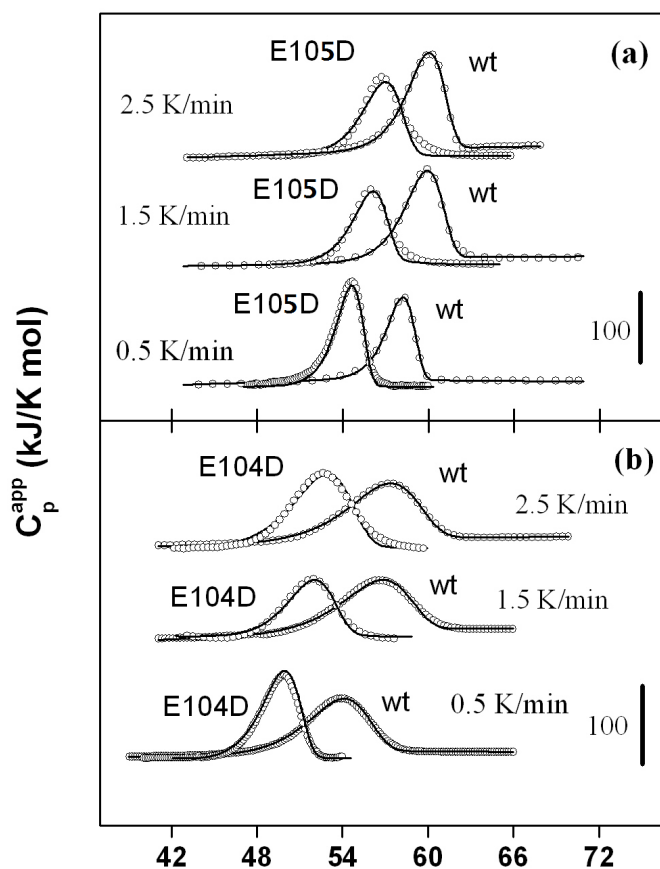 (a)
E105D
wt
2.5 K/min
E105D
wt
1.5 K/min
E105D
wt
0.5 K/min
100
C_p^app (kJ/K mol)
(b)
E104D
wt
2.5 K/min
E104D
wt
1.5 K/min
E104D
wt
0.5 K/min
100
42 48 54 60 66 72